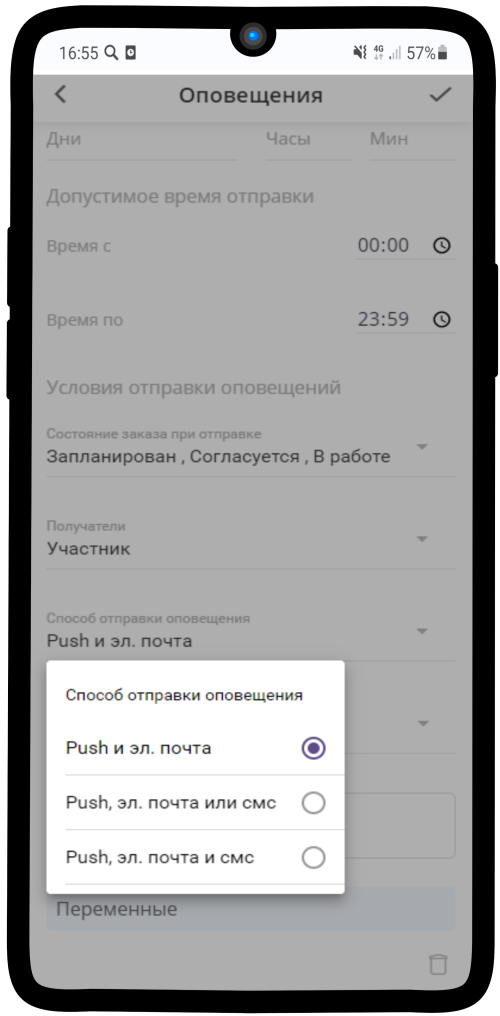 16:55
4G
57%
Оповещения
Дни Часы Мин
Допустимое время отправки
Время с 00:00
Время по 23:59
Условия отправки оповещений
Состояние заказа при отправке
Запланирован , Согласуется , В работе
Получатели
Участник
Способ отправки оповещения
Push и эл. почта
Способ отправки оповещения
Push и эл. почта
Push, эл. почта или смс
Push, эл. почта и смс
Переменные